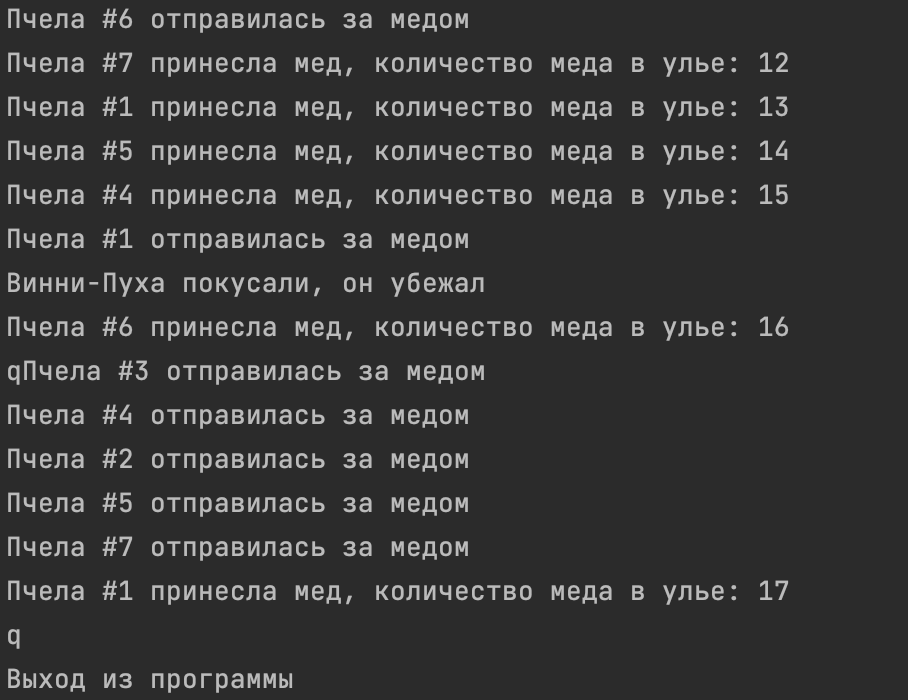 Пчела #6 отправилась за медом
Пчела #7 принесла мед, количество меда в улье: 12
Пчела #1 принесла мед, количество меда в улье: 13
Пчела #5 принесла мед, количество меда в улье: 14
Пчела #4 принесла мед, количество меда в улье: 15
Пчела #1 отправилась за медом
Винни-Пуха покусали, он убежал
Пчела #6 принесла мед, количество меда в улье: 16
qПчела #3 отправилась за медом
Пчела #4 отправилась за медом
Пчела #2 отправилась за медом
Пчела #5 отправилась за медом
Пчела #7 отправилась за медом
Пчела #1 принесла мед, количество меда в улье: 17
q
Выход из программы